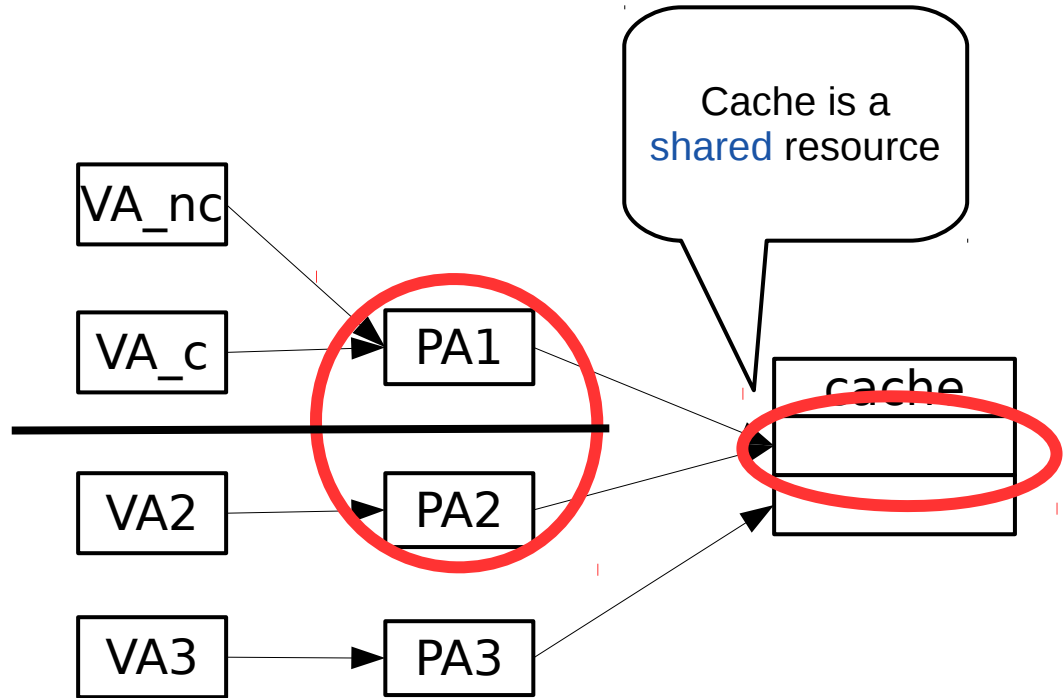 Cache is a
shared resource
VA_nc
VA_c
PA1
cache
VA2
PA2
VA3
PA3